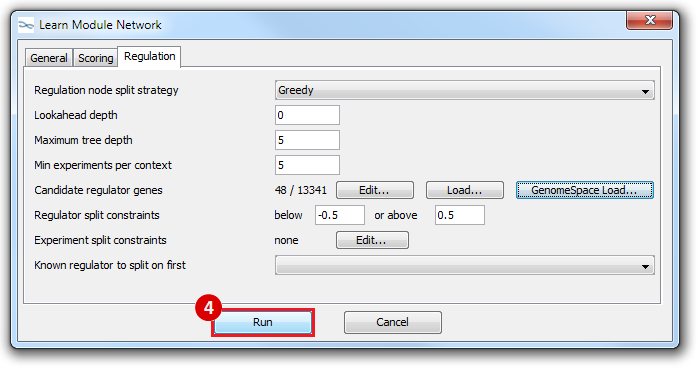 Learn Module Network
General Scoring Regulation
Regulation node split strategy Greedy
Lookahead depth 0
Maximum tree depth 5
Min experiments per context 5
Candidate regulator genes 48 / 13341 Edit... Load... GenomeSpace Load...
Regulator split constraints below -0.5 or above 0.5
Experiment split constraints none Edit...
Known regulator to split on first
4
Run Cancel